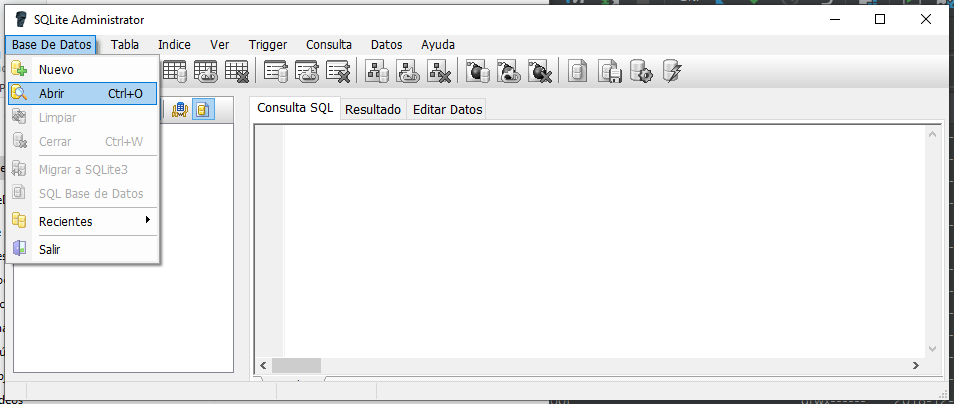 SQLite Administrator
Base De Datos Tabla Indice Ver Trigger Consulta Datos Ayuda
Nuevo
Abrir Ctrl+O
Limpiar
Cerrar Ctrl+W
Migrar a SQLite3
SQL Base de Datos
Recientes
Salir
Consulta SQL Resultado Editar Datos